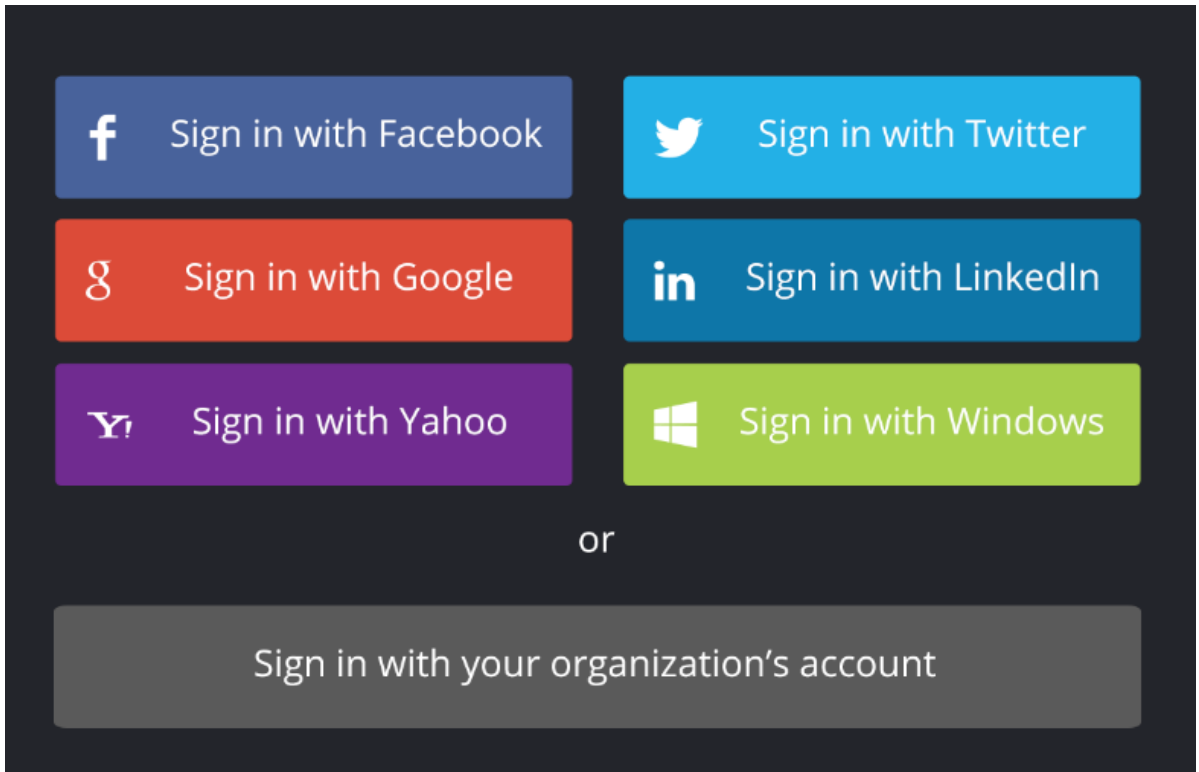 f Sign in with Facebook
Sign in with Twitter
g Sign in with Google
in Sign in with LinkedIn
Y! Sign in with Yahoo
Sign in with Windows
or
Sign in with your organization’s account